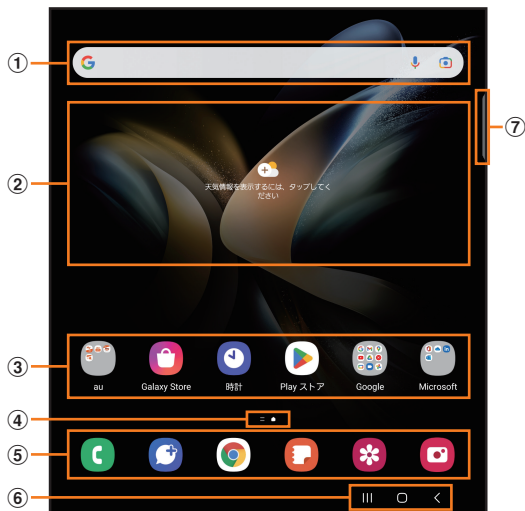 ①
②
天気情報を表示するには、タップしてく
ださい
⑦
③
au
Galaxy Store
時計
Play ストア
Google
Microsoft
④
⑤
⑥